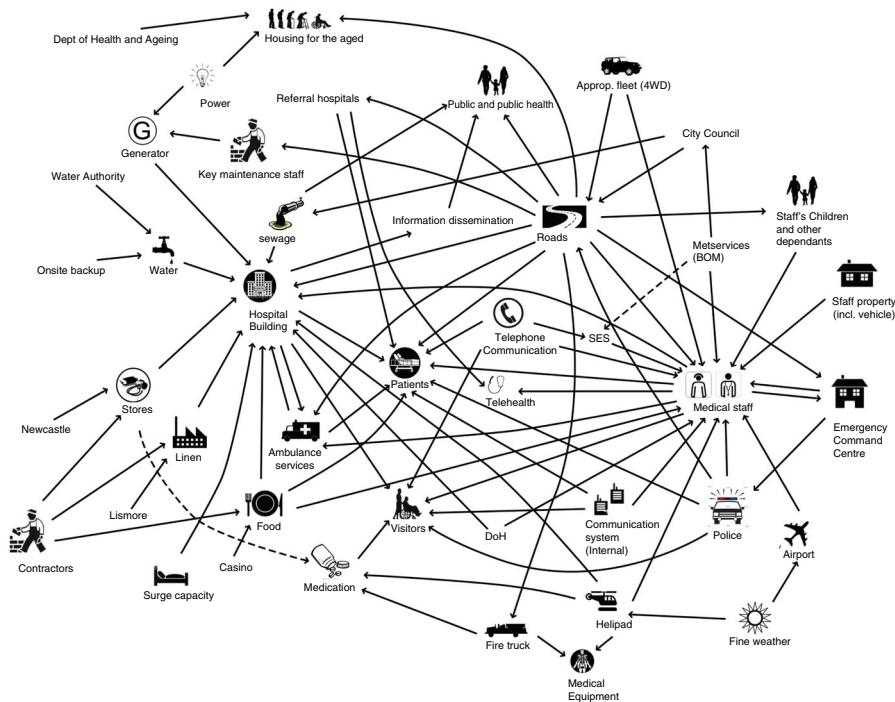 Dept of Health and Ageing
Housing for the aged
Power
Referral hospitals
Public and public health
Approp. fleet (4WD)
City Council
G
Generator
Key maintenance staff
Water Authority
Staff's Children
and other
dependants
Information dissemination
sewage
Roads
Metservices
(BOM)
Onsite backup
Water
Hospital
Building
Staff property
(incl. vehicle)
Telephone
Communication
SES
Patients
Telehealth
Medical staff
Stores
Newcastle
Linen
Ambulance
services
Emergency
Command
Centre
Lismore
Food
Visitors
DoH
Communication
system
(Internal)
Police
Airport
Contractors
Surge capacity
Casino
Medication
Helipad
Fine weather
Fire truck
Medical
Equipment